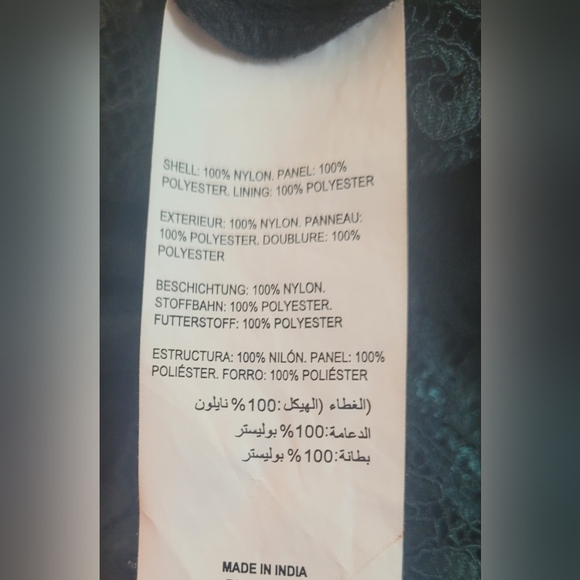 SHELL: 100% NYLON. PANEL: 100%
POLYESTER. LINING: 100% POLYESTER
EXTERIEUR: 100% NYLON. PANNEAU:
100% POLYESTER. DOUBLURE: 100%
POLYESTER
BESCHICHTUNG: 100% NYLON.
STOFFBAHN: 100% POLYESTER.
FUTTERSTOFF: 100% POLYESTER
ESTRUCTURA: 100% NILÓN. PANEL: 100%
POLIÉSTER. FORRO: 100% POLIÉSTER
(الغطاء (الهيكل:100% نايلون
الدعامة:100% بوليستر
بطانة:100% بوليستر
MADE IN INDIA